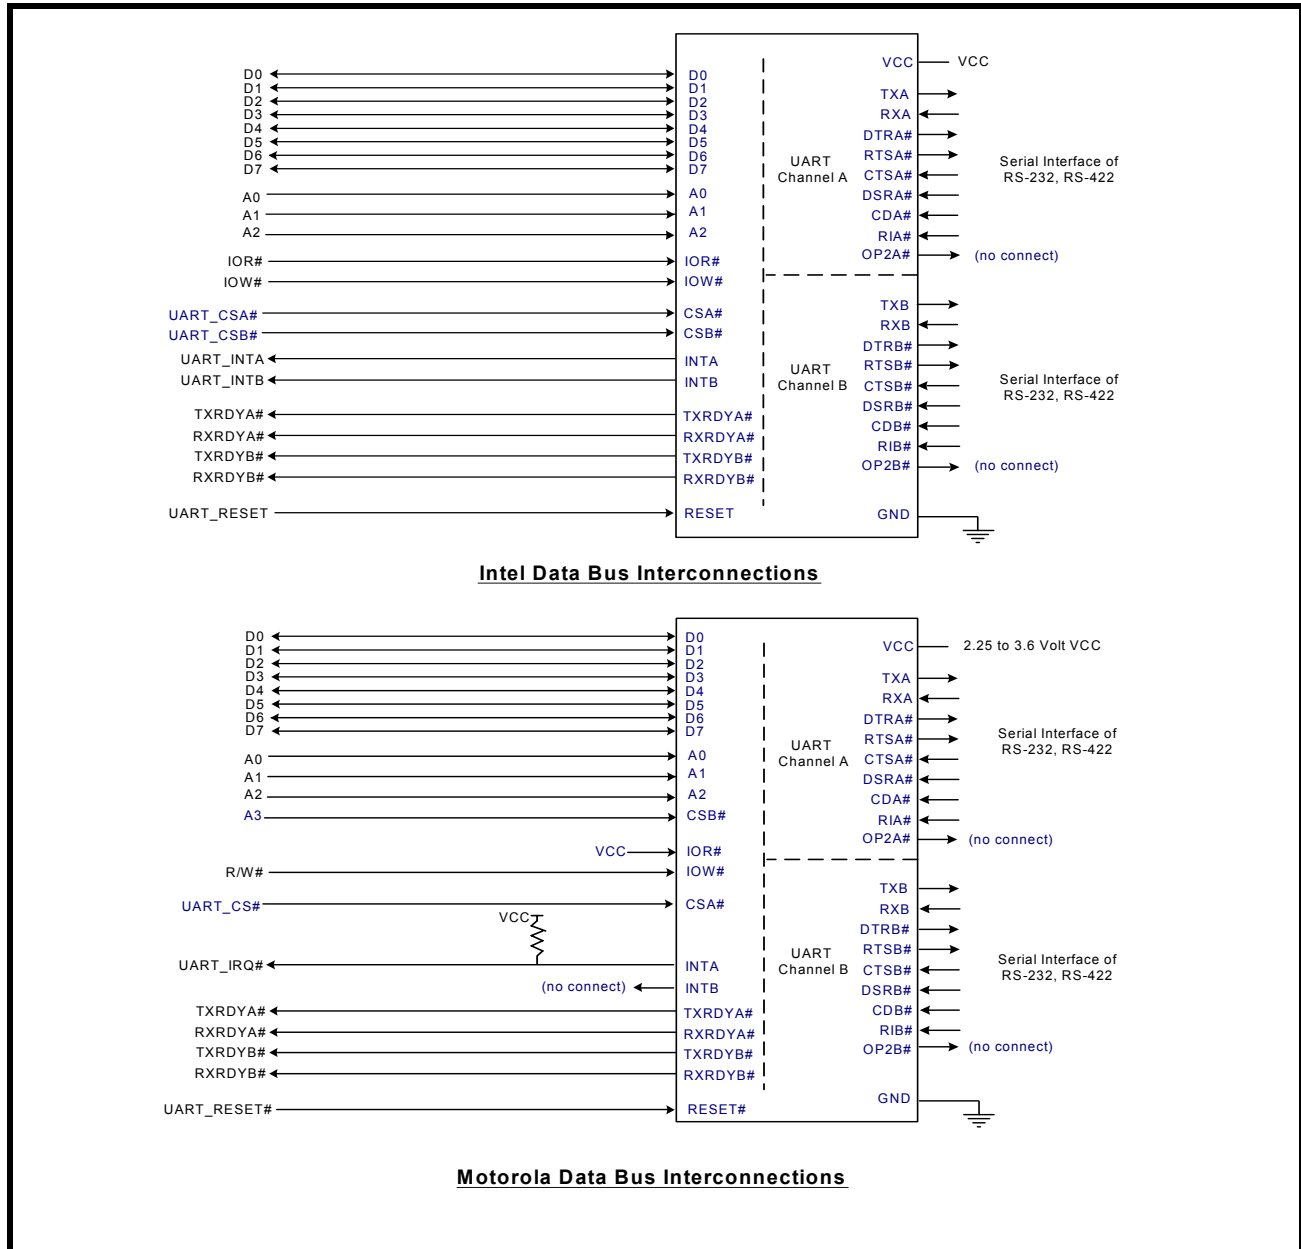 VCC VCC
D0 D0
D1 D1
D2 D2
D3 D3
D4 D4
D5 D5
D6 D6
D7 D7
A0 A0
A1 A1
A2 A2
IOR# IOR#
IOW# IOW#
UART_CSA# CSA#
UART_CSB# CSB#
UART_INTA INTA
UART_INTB INTB
TXRDYA# TXRDYA#
RXRDYA# RXRDYA#
TXRDYB# TXRDYB#
RXRDYB# RXRDYB#
UART_RESET RESET
UART
Channel A
TXA
RXA
DTRA#
RTSA#
CTSA#
DSRA#
CDA#
RIA#
OP2A# (no connect)
Serial Interface of
RS-232, RS-422
UART
Channel B
TXB
RXB
DTRB#
RTSB#
CTSB#
DSRB#
CDB#
RIB#
OP2B# (no connect)
Serial Interface of
RS-232, RS-422
GND
Intel Data Bus Interconnections
VCC 2.25 to 3.6 Volt VCC
D0 D0
D1 D1
D2 D2
D3 D3
D4 D4
D5 D5
D6 D6
D7 D7
A0 A0
A1 A1
A2 A2
A3 CSB#
VCC IOR#
R/W# IOW#
UART_CS# CSA#
VCC
UART_IRQ# INTA
(no connect) INTB
TXRDYA# TXRDYA#
RXRDYA# RXRDYA#
TXRDYB# TXRDYB#
RXRDYB# RXRDYB#
UART_RESET# RESET#
UART
Channel A
TXA
RXA
DTRA#
RTSA#
CTSA#
DSRA#
CDA#
RIA#
OP2A# (no connect)
Serial Interface of
RS-232, RS-422
UART
Channel B
TXB
RXB
DTRB#
RTSB#
CTSB#
DSRB#
CDB#
RIB#
OP2B# (no connect)
Serial Interface of
RS-232, RS-422
GND
Motorola Data Bus Interconnections